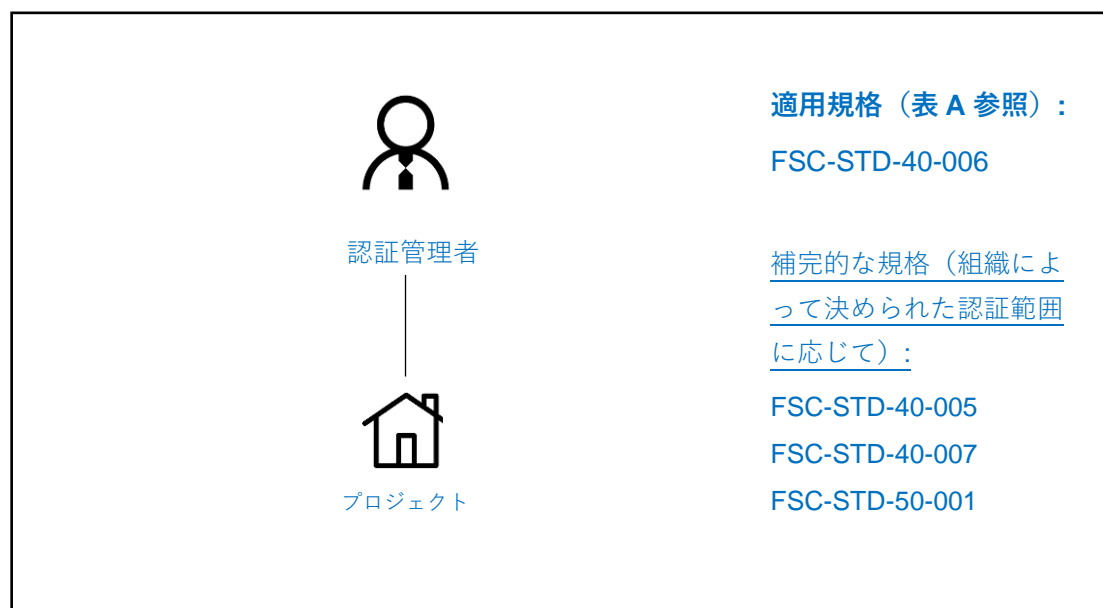 認証管理者
プロジェクト
適用規格（表 A 参照）:
FSC-STD-40-006
補完的な規格（組織によ
って決められた認証範囲
に応じて）:
FSC-STD-40-005
FSC-STD-40-007
FSC-STD-50-001